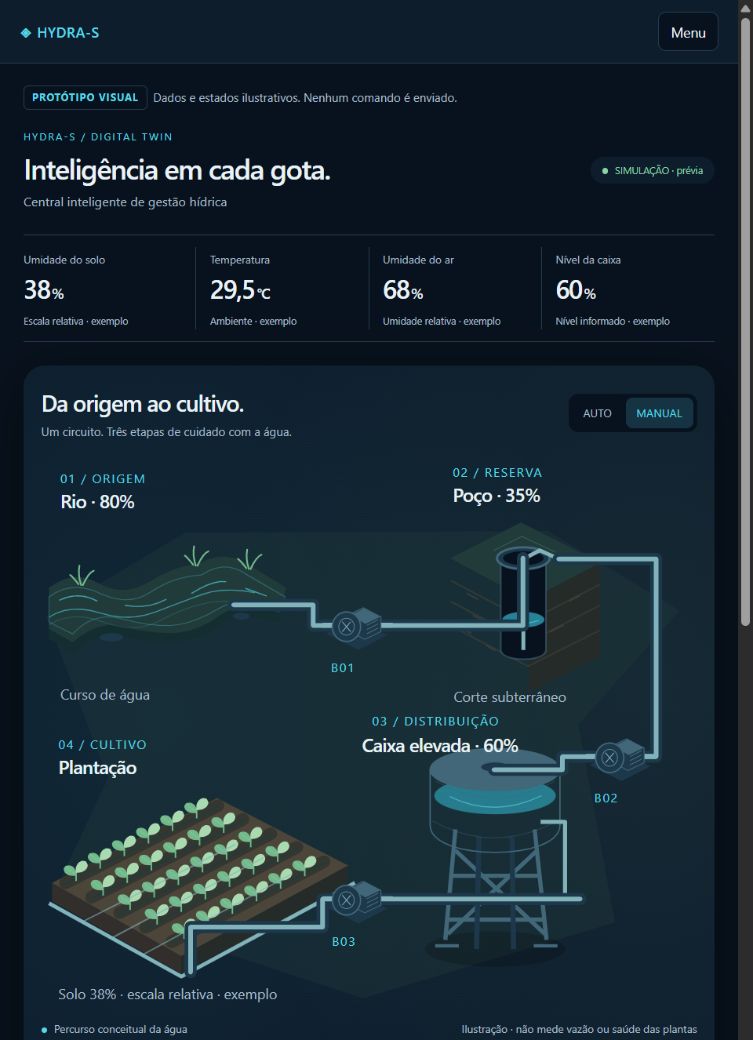 ◆ HYDRA-S
Menu
PROTÓTIPO VISUAL Dados e estados ilustrativos. Nenhum comando é enviado.
HYDRA-S / DIGITAL TWIN
Inteligência em cada gota.
SIMULAÇÃO · prévia
Central inteligente de gestão hídrica
Umidade do solo
38%
Escala relativa · exemplo
Temperatura
29,5°C
Ambiente · exemplo
Umidade do ar
68%
Umidade relativa · exemplo
Nível da caixa
60%
Nível informado · exemplo
Da origem ao cultivo.
Um circuito. Três etapas de cuidado com a água.
AUTO
MANUAL
01 / ORIGEM
Rio · 80%
02 / RESERVA
Poço · 35%
B01
Curso de água
Corte subterrâneo
03 / DISTRIBUIÇÃO
Caixa elevada · 60%
04 / CULTIVO
Plantação
B02
B03
Solo 38% · escala relativa · exemplo
Percurso conceitual da água
Ilustração · não mede vazão ou saúde das plantas